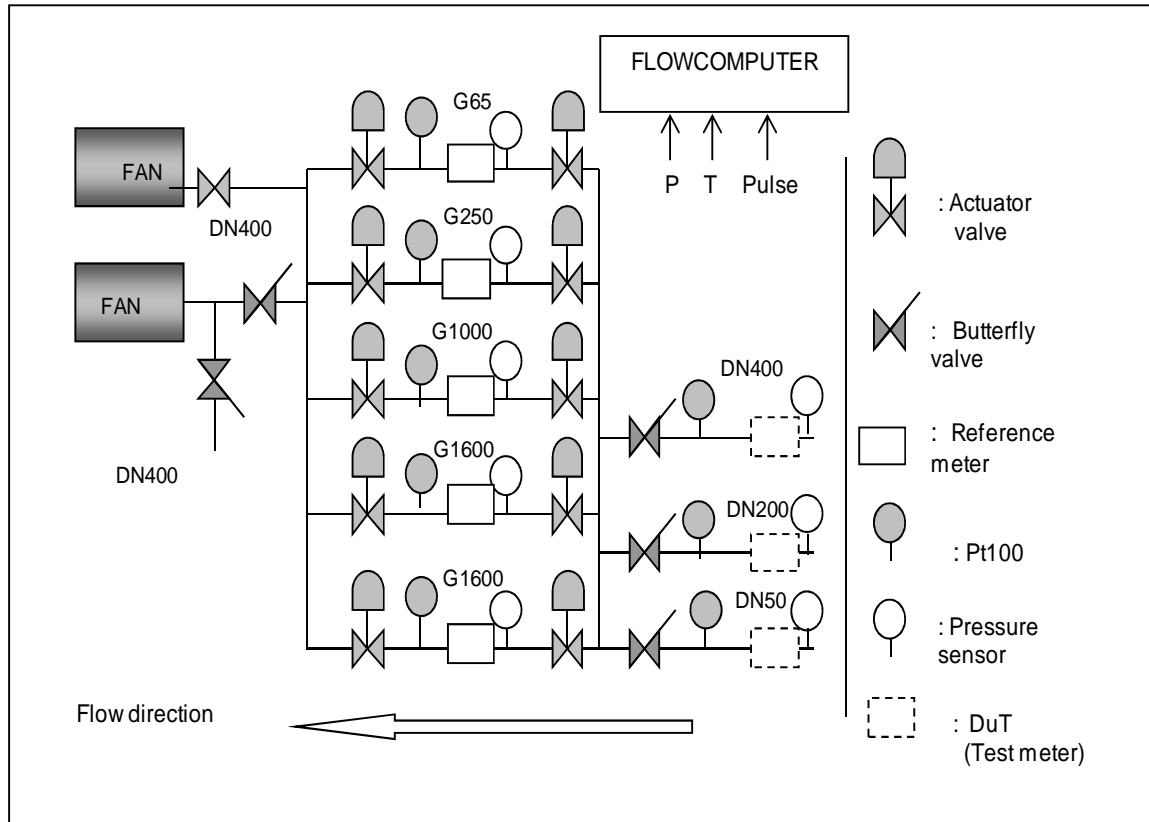 FLOWCOMPUTER
P T Pulse
G65
FAN
DN400
G250
FAN
G1000
DN400
DN400
G1600
DN200
G1600
DN50
Flow direction
: Actuator
valve
: Butterfly
valve
: Reference
meter
: Pt100
: Pressure
sensor
: DuT
(Test meter)